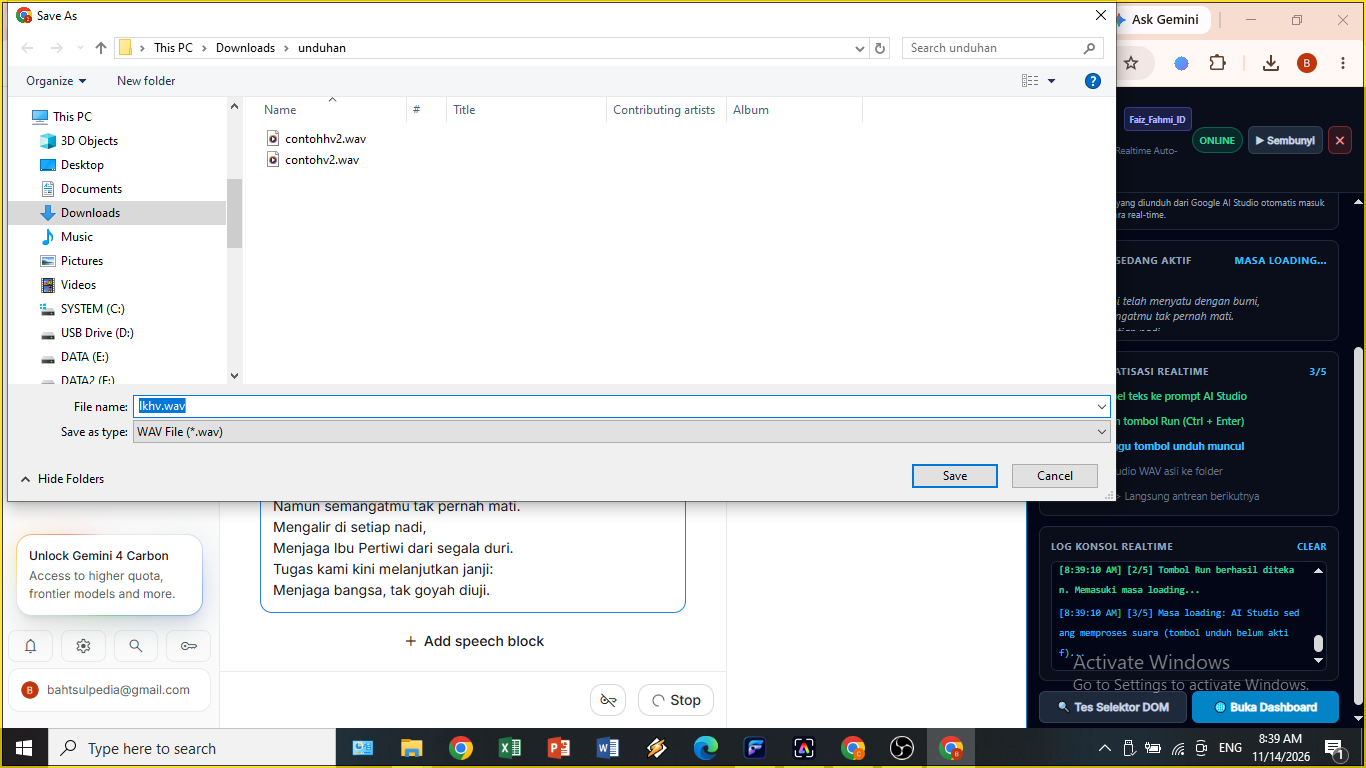 Save As
Ask Gemini
This PC
Downloads
unduhan
Search unduhan
B
Organize
New folder
?
This PC
3D Objects
Desktop
Documents
Downloads
Music
Pictures
Videos
SYSTEM (C:)
USB Drive (D:)
DATA (E:)
DATA2 (F:)
Name
#
Title
Contributing artists
Album
contohhv2.wav
contohv2.wav
File name:
lkhv.wav
Save as type:
WAV File (*.wav)
Hide Folders
Save
Cancel
Faiz_Fahmi_ID
Realtime Auto-
ONLINE
Sembunyi
yang diunduh dari Google AI Studio otomatis masuk
ra real-time.
SEDANG AKTIF
MASA LOADING...
i telah menyatu dengan bumi,
ngatmu tak pernah mati.
ATISASI REALTIME
3/5
el teks ke prompt AI Studio
n tombol Run (Ctrl + Enter)
gu tombol unduh muncul
udio WAV asli ke folder
> Langsung antrean berikutnya
Namun semangatmu tak pernah mati.
Mengalir di setiap nadi,
Menjaga Ibu Pertiwi dari segala duri.
Tugas kami kini melanjutkan janji:
Menjaga bangsa, tak goyah diuji.
+ Add speech block
Stop
Unlock Gemini 4 Carbon
Access to higher quota,
frontier models and more.
B
bahtsulpedia@gmail.com
LOG KONSOL REALTIME
CLEAR
[8:39:10 AM] [2/5] Tombol Run berhasil diteka
n. Memasuki masa loading...
[8:39:10 AM] [3/5] Masa loading: AI Studio sed
ang memproses suara (tombol unduh belum akti
f)...
Activate Windows
Go to Settings to activate Windows.
Tes Selektor DOM
Buka Dashboard
Type here to search
ENG
8:39 AM
11/14/2026
1